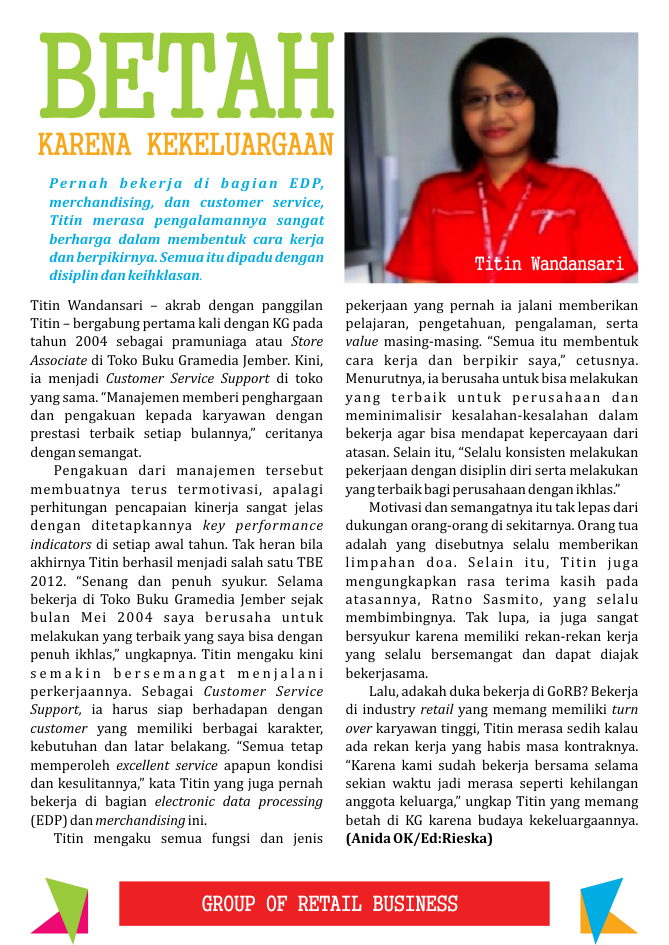 BETAH
KARENA KEKELUARGAAN
Pernah bekerja di bagian EDP,
merchandising, dan customer service,
Titin merasa pengalamannya sangat
berharga dalam membentuk cara kerja
dan berpikirnya. Semua itu dipadu dengan
disiplin dan keihklasan.
Titin Wandansari
Titin Wandansari – akrab dengan panggilan
Titin – bergabung pertama kali dengan KG pada
tahun 2004 sebagai pramuniaga atau Store
Associate di Toko Buku Gramedia Jember. Kini,
ia menjadi Customer Service Support di toko
yang sama. “Manajemen memberi penghargaan
dan pengakuan kepada karyawan dengan
prestasi terbaik setiap bulannya,” ceritanya
dengan semangat.
Pengakuan dari manajemen tersebut
membuatnya terus termotivasi, apalagi
perhitungan pencapaian kinerja sangat jelas
dengan ditetapkannya key performance
indicators di setiap awal tahun. Tak heran bila
akhirnya Titin berhasil menjadi salah satu TBE
2012. “Senang dan penuh syukur. Selama
bekerja di Toko Buku Gramedia Jember sejak
bulan Mei 2004 saya berusaha untuk
melakukan yang terbaik yang saya bisa dengan
penuh ikhlas,” ungkapnya. Titin mengaku kini
semakin bersemangat menjalani
perkerjaannya. Sebagai Customer Service
Support, ia harus siap berhadapan dengan
customer yang memiliki berbagai karakter,
kebutuhan dan latar belakang. “Semua tetap
memperoleh excellent service apapun kondisi
dan kesulitannya,” kata Titin yang juga pernah
bekerja di bagian electronic data processing
(EDP) dan merchandising ini.
Titin mengaku semua fungsi dan jenis
pekerjaan yang pernah ia jalani memberikan
pelajaran, pengetahuan, pengalaman, serta
value masing-masing. “Semua itu membentuk
cara kerja dan berpikir saya,” cetusnya.
Menurutnya, ia berusaha untuk bisa melakukan
yang terbaik untuk perusahaan dan
meminimalisir kesalahan-kesalahan dalam
bekerja agar bisa mendapat kepercayaan dari
atasan. Selain itu, “Selalu konsisten melakukan
pekerjaan dengan disiplin diri serta melakukan
yang terbaik bagi perusahaan dengan ikhlas.”
Motivasi dan semangatnya itu tak lepas dari
dukungan orang-orang di sekitarnya. Orang tua
adalah yang disebutnya selalu memberikan
limpahan doa. Selain itu, Titin juga
mengungkapkan rasa terima kasih pada
atasannya, Ratno Sasmito, yang selalu
membimbingnya. Tak lupa, ia juga sangat
bersyukur karena memiliki rekan-rekan kerja
yang selalu bersemangat dan dapat diajak
bekerjasama.
Lalu, adakah duka bekerja di GoRB? Bekerja
di industry retail yang memang memiliki turn
over karyawan tinggi, Titin merasa sedih kalau
ada rekan kerja yang habis masa kontraknya.
“Karena kami sudah bekerja bersama selama
sekian waktu jadi merasa seperti kehilangan
anggota keluarga,” ungkap Titin yang memang
betah di KG karena budaya kekeluargaannya.
(Anida OK/Ed:Rieska)
GROUP OF RETAIL BUSINESS